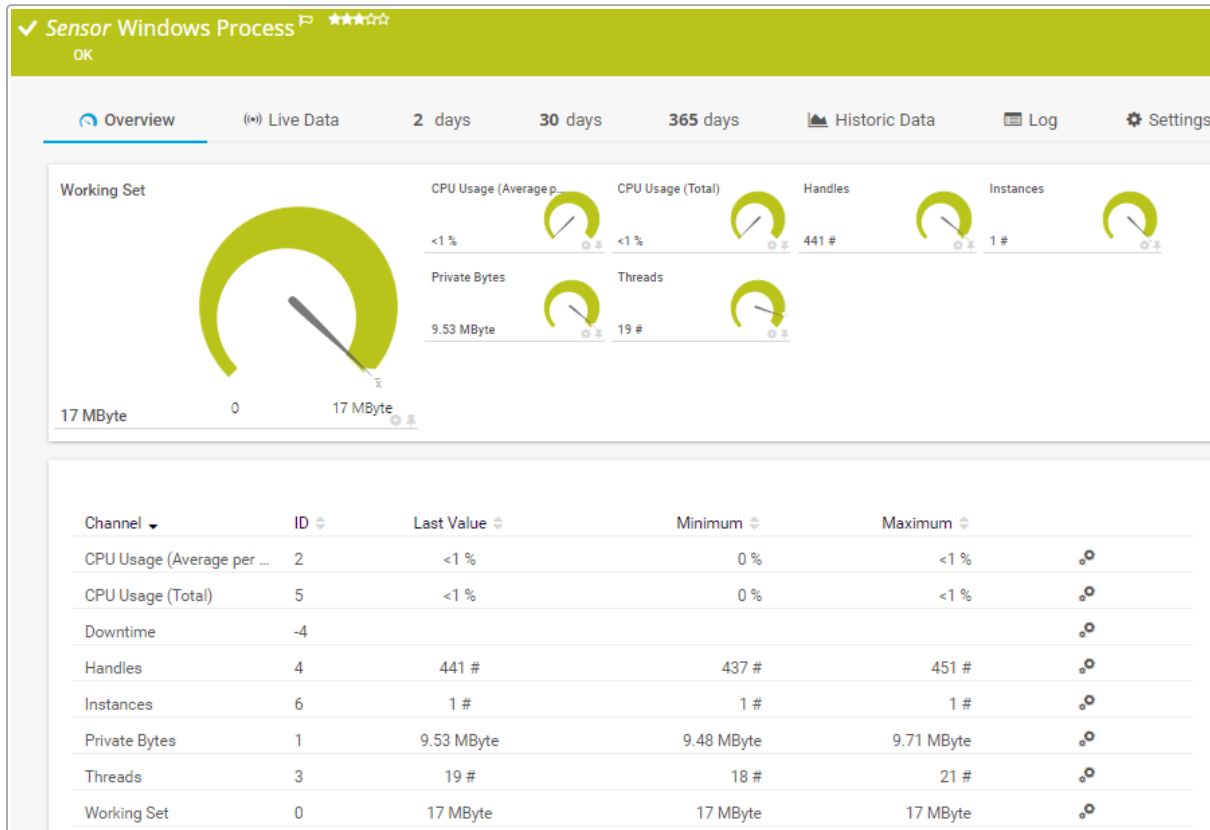 Sensor Windows Process
OK
Overview Live Data 2 days 30 days 365 days Historic Data Log Settings
Working Set
17 MByte
0 17 MByte
x
CPU Usage (Average p...
<1 %
CPU Usage (Total)
<1 %
Handles
441 #
Instances
1 #
Private Bytes
9.53 MByte
Threads
19 #
Channel ID Last Value Minimum Maximum
CPU Usage (Average per ... 2 <1 % 0 % <1 %
CPU Usage (Total) 5 <1 % 0 % <1 %
Downtime -4
Handles 4 441 # 437 # 451 #
Instances 6 1 # 1 # 1 #
Private Bytes 1 9.53 MByte 9.48 MByte 9.71 MByte
Threads 3 19 # 18 # 21 #
Working Set 0 17 MByte 17 MByte 17 MByte